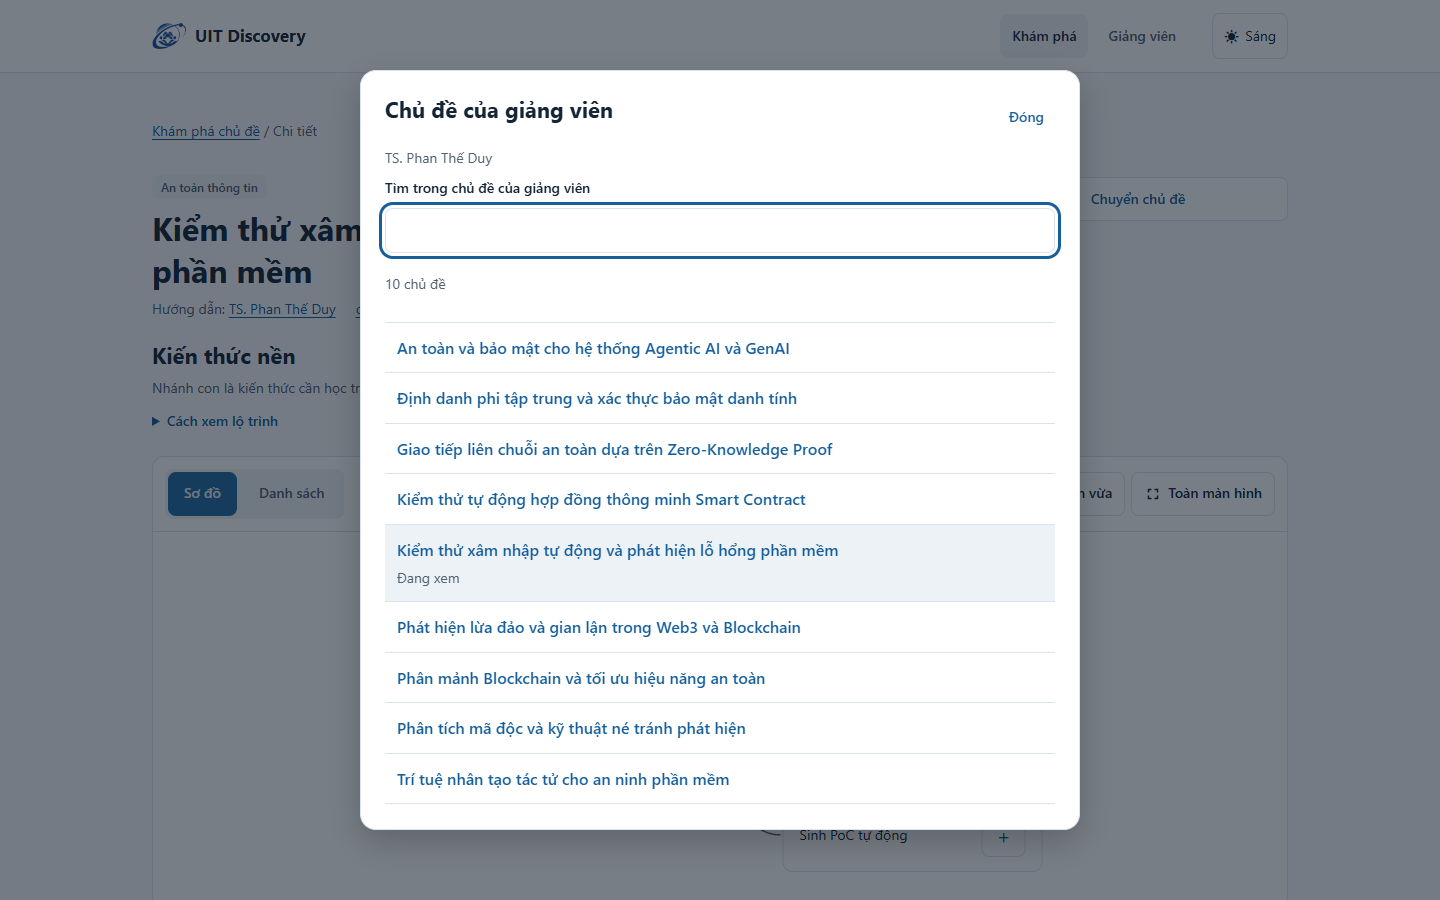 UIT Discovery
Khám phá
Giảng viên
Sáng
Khám phá chủ đề / Chi tiết
An toàn thông tin
Kiểm thử xâm
phần mềm
Hướng dẫn: TS. Phan Thế Duy
Chuyển chủ đề
Kiến thức nền
Nhánh con là kiến thức cần học
Cách xem lộ trình
Sơ đồ
Danh sách
vừa
Toàn màn hình
Chủ đề của giảng viên
Đóng
TS. Phan Thế Duy
Tìm trong chủ đề của giảng viên
10 chủ đề
An toàn và bảo mật cho hệ thống Agentic AI và GenAI
Định danh phi tập trung và xác thực bảo mật danh tính
Giao tiếp liên chuỗi an toàn dựa trên Zero-Knowledge Proof
Kiểm thử tự động hợp đồng thông minh Smart Contract
Kiểm thử xâm nhập tự động và phát hiện lỗ hổng phần mềm
Đang xem
Phát hiện lừa đảo và gian lận trong Web3 và Blockchain
Phân mảnh Blockchain và tối ưu hiệu năng an toàn
Phân tích mã độc và kỹ thuật né tránh phát hiện
Trí tuệ nhân tạo tác tử cho an ninh phần mềm
Sinh PoC tự động
+